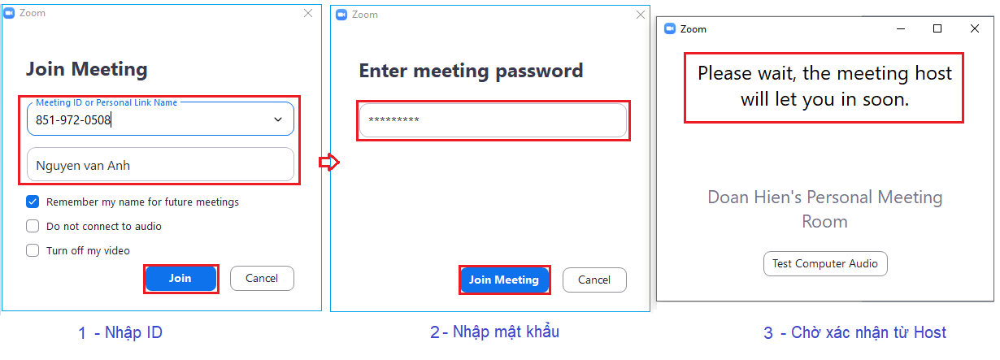 Zoom
Join Meeting
Meeting ID or Personal Link Name
851-972-0508
Nguyen van Anh
Remember my name for future meetings
Do not connect to audio
Turn off my video
Join
Cancel
1 - Nhập ID
Zoom
Enter meeting password
*********
Join Meeting
Cancel
2 - Nhập mật khẩu
Zoom
Please wait, the meeting host
will let you in soon.
Doan Hien's Personal Meeting
Room
Test Computer Audio
3 - Chờ xác nhận từ Host